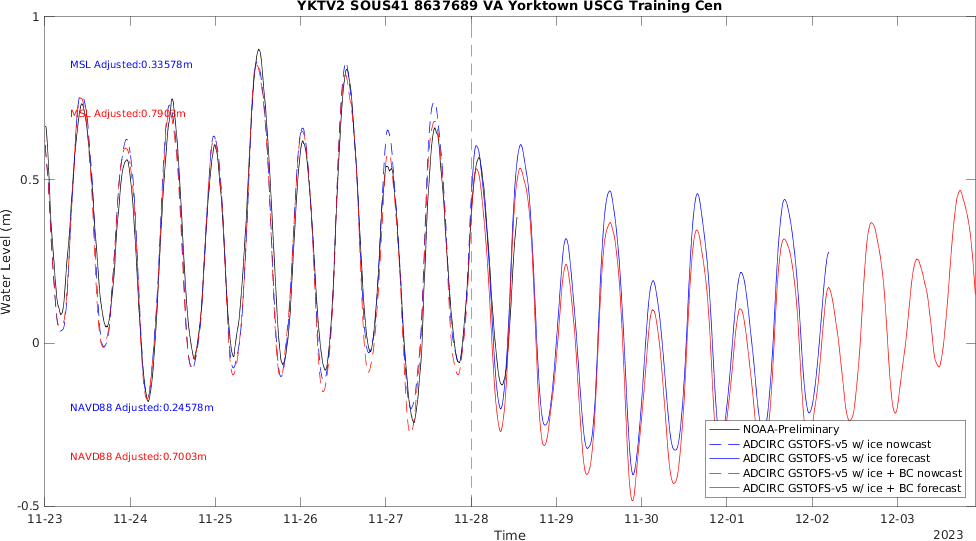 YKTV2 SOUS41 8637689 VA Yorktown USCG Training Cen
Water Level (m)
1
0.5
0
-0.5
MSL Adjusted:0.33578m
NAVD88 Adjusted:0.24578m
NAVD88 Adjusted:0.7003m
NOAA-Preliminary
ADCIRC GSTOFS-v5 w/ ice nowcast
ADCIRC GSTOFS-v5 w/ ice forecast
ADCIRC GSTOFS-v5 w/ ice + BC nowcast
ADCIRC GSTOFS-v5 w/ ice + BC forecast
11-23 11-24 11-25 11-26 11-27 11-28 11-29 11-30 12-01 12-02 12-03
Time
2023